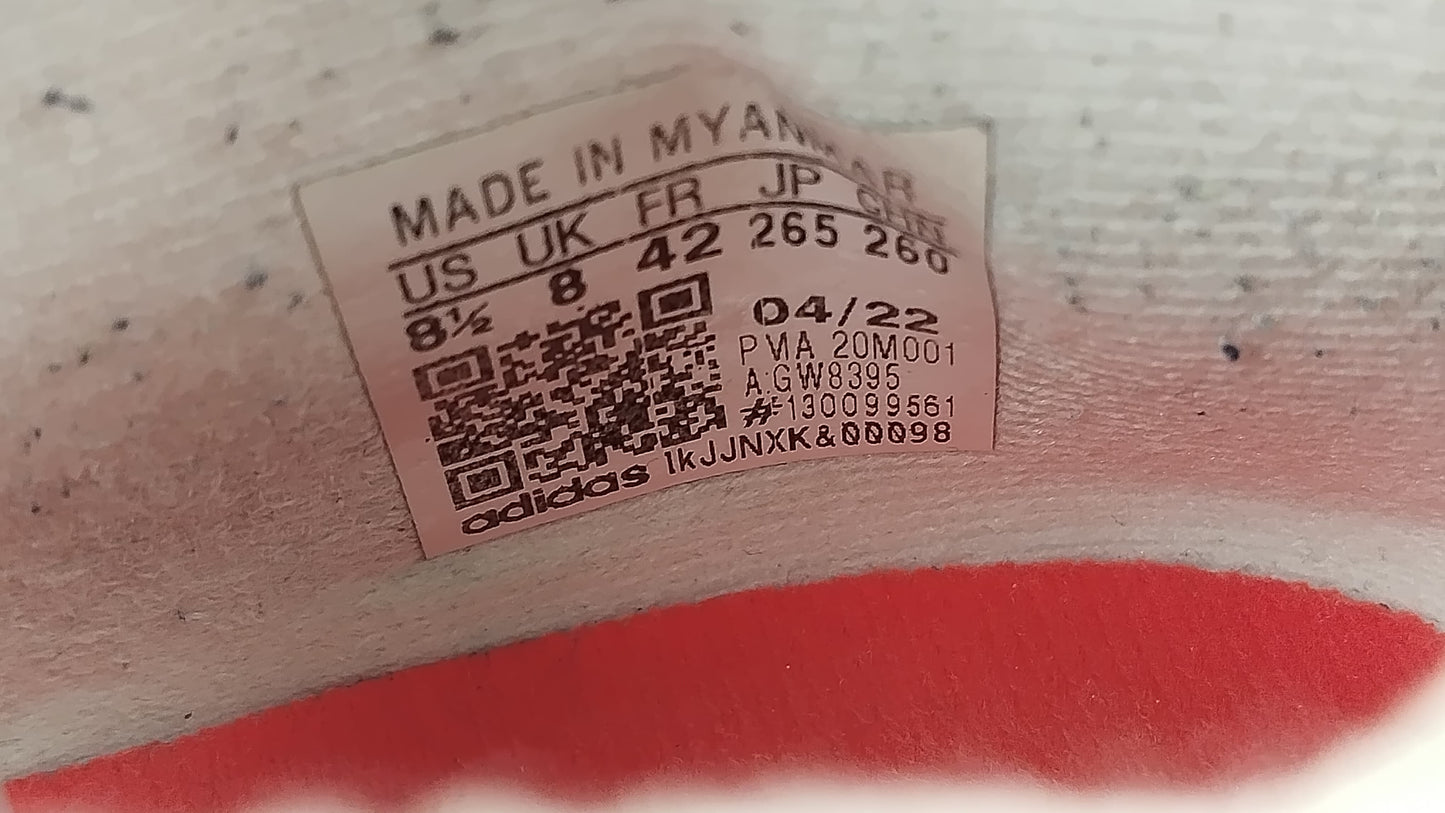 MADE IN MYANMAR
US UK FR JP CHN
8½ 8 42 265 260
04/22
PMA 20M001
A:GW8395
#:130099561
adidas lkJJNXK&00098